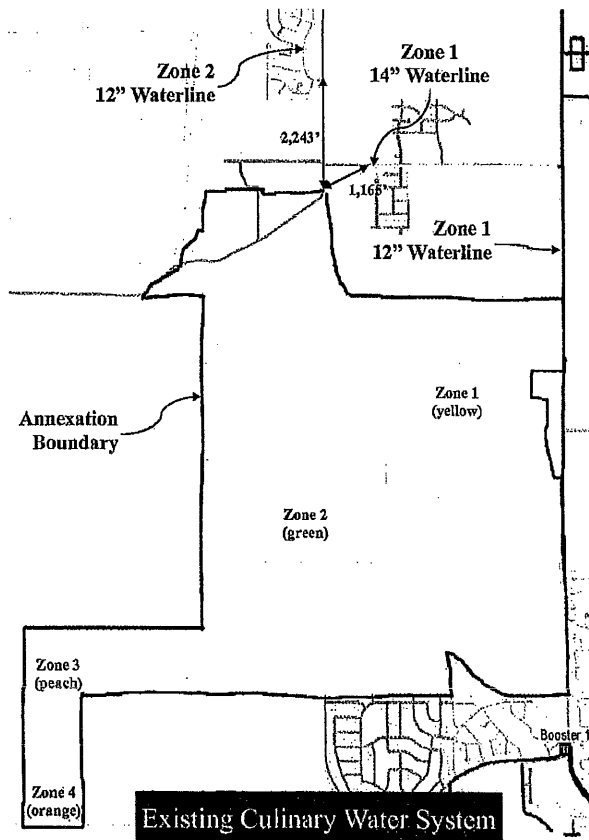 Zone 2
12” Waterline
Zone 1
14” Waterline
2,243’
1,165’
Zone 1
12” Waterline
Annexation
Boundary
Zone 1
(yellow)
Zone 2
(green)
Zone 3
(peach)
Booster 1
Zone 4
(orange)
Existing Culinary Water System